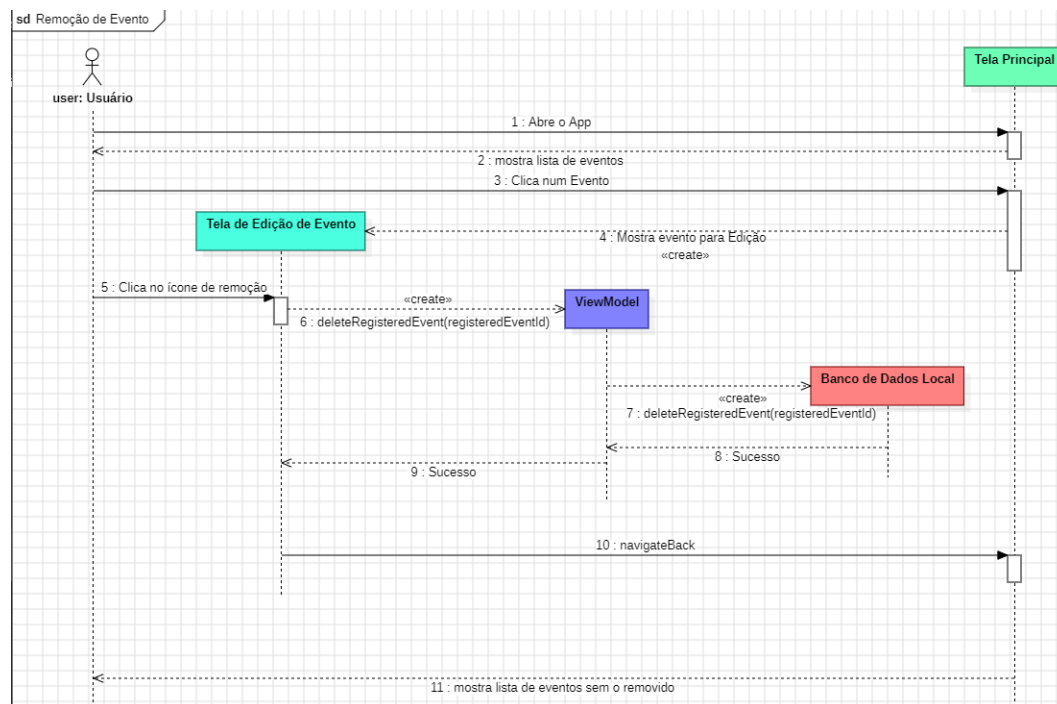 sd Remoção de Evento
Tela Principal
user: Usuário
1 : Abre o App
2 : mostra lista de eventos
3 : Clica num Evento
Tela de Edição de Evento
4 : Mostra evento para Edição
«create»
5 : Clica no ícone de remoção
«create»
ViewModel
6 : deleteRegisteredEvent(registeredEventId)
Banco de Dados Local
«create»
7 : deleteRegisteredEvent(registeredEventId)
8 : Sucesso
9 : Sucesso
10 : navigateBack
11 : mostra lista de eventos sem o removido